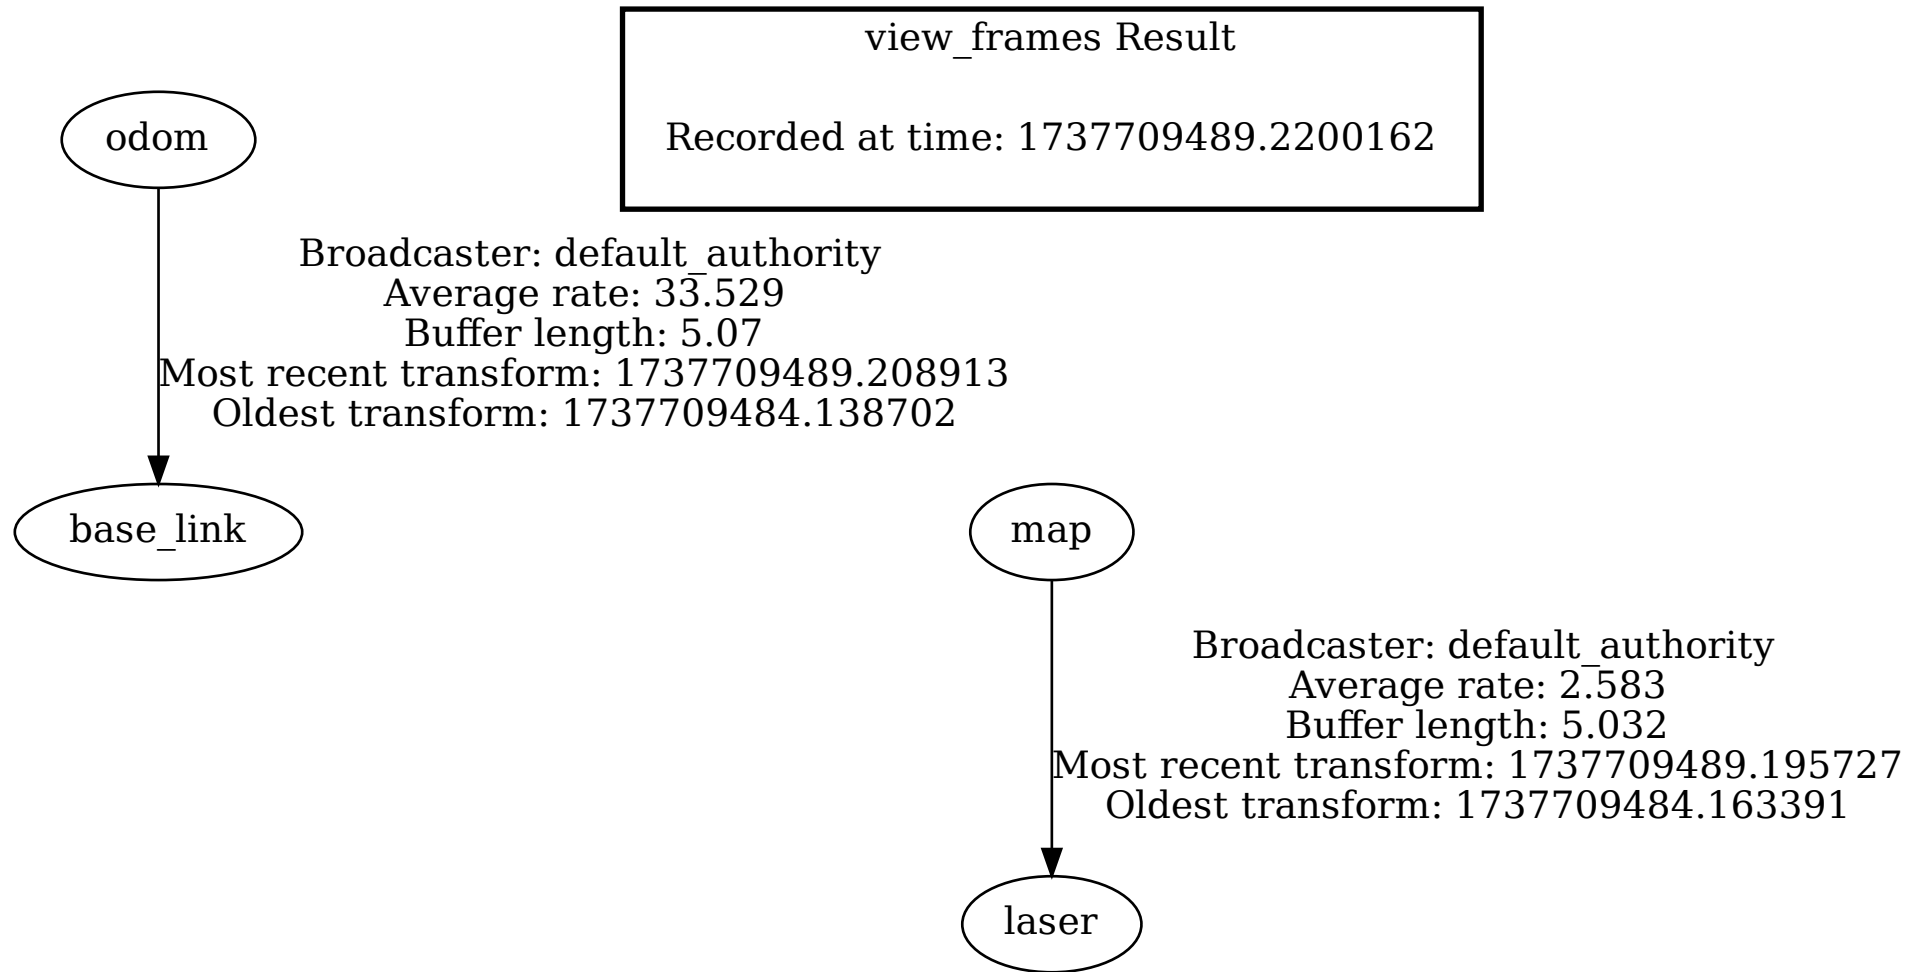 view_frames Result
Recorded at time: 1737709489.2200162
odom
Broadcaster: default_authority
Average rate: 33.529
Buffer length: 5.07
Most recent transform: 1737709489.208913
Oldest transform: 1737709484.138702
base_link
map
Broadcaster: default_authority
Average rate: 2.583
Buffer length: 5.032
Most recent transform: 1737709489.195727
Oldest transform: 1737709484.163391
laser